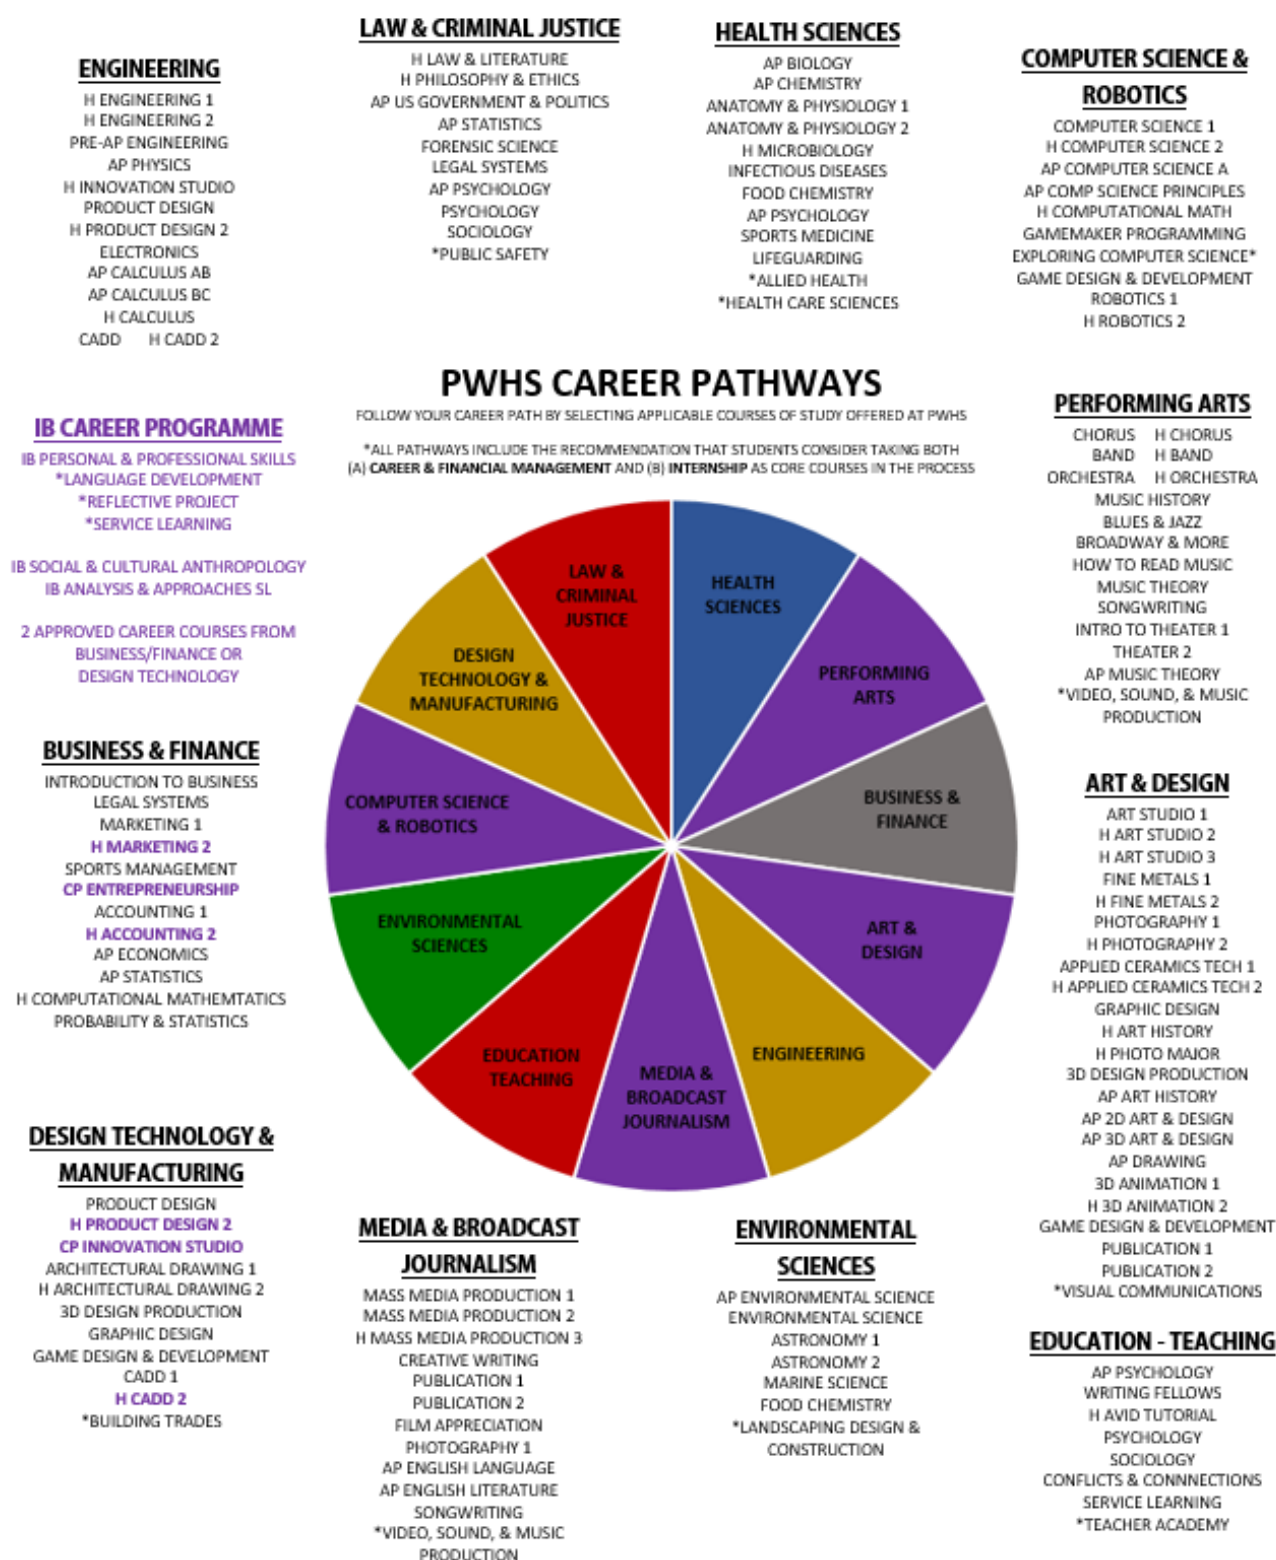 LAW & CRIMINAL JUSTICE
H LAW & LITERATURE
H PHILOSOPHY & ETHICS
AP US GOVERNMENT & POLITICS
AP STATISTICS
FORENSIC SCIENCE
LEGAL SYSTEMS
AP PSYCHOLOGY
PSYCHOLOGY
SOCIOLOGY
*PUBLIC SAFETY
HEALTH SCIENCES
AP BIOLOGY
AP CHEMISTRY
ANATOMY & PHYSIOLOGY 1
ANATOMY & PHYSIOLOGY 2
H MICROBIOLOGY
INFECTIOUS DISEASES
FOOD CHEMISTRY
AP PSYCHOLOGY
SPORTS MEDICINE
LIFEGUARDING
*ALLIED HEALTH
*HEALTH CARE SCIENCES
COMPUTER SCIENCE &
ROBOTICS
COMPUTER SCIENCE 1
H COMPUTER SCIENCE 2
AP COMPUTER SCIENCE A
AP COMP SCIENCE PRINCIPLES
H COMPUTATIONAL MATH
GAMEMAKER PROGRAMMING
EXPLORING COMPUTER SCIENCE*
GAME DESIGN & DEVELOPMENT
ROBOTICS 1
H ROBOTICS 2
ENGINEERING
H ENGINEERING 1
H ENGINEERING 2
PRE-AP ENGINEERING
AP PHYSICS
H INNOVATION STUDIO
PRODUCT DESIGN
H PRODUCT DESIGN 2
ELECTRONICS
AP CALCULUS AB
AP CALCULUS BC
H CALCULUS
CADD H CADD 2
PWHS CAREER PATHWAYS
FOLLOW YOUR CAREER PATH BY SELECTING APPLICABLE COURSES OF STUDY OFFERED AT PWHS
*ALL PATHWAYS INCLUDE THE RECOMMENDATION THAT STUDENTS CONSIDER TAKING BOTH
(A) CAREER & FINANCIAL MANAGEMENT AND (B) INTERNSHIP AS CORE COURSES IN THE PROCESS
IB CAREER PROGRAMME
IB PERSONAL & PROFESSIONAL SKILLS
*LANGUAGE DEVELOPMENT
*REFLECTIVE PROJECT
*SERVICE LEARNING
IB SOCIAL & CULTURAL ANTHROPOLOGY
IB ANALYSIS & APPROACHES SL
2 APPROVED CAREER COURSES FROM
BUSINESS/FINANCE OR
DESIGN TECHNOLOGY
PERFORMING ARTS
CHORUS H CHORUS
BAND H BAND
ORCHESTRA H ORCHESTRA
MUSIC HISTORY
BLUES & JAZZ
BROADWAY & MORE
HOW TO READ MUSIC
MUSIC THEORY
SONGWRITING
INTRO TO THEATER 1
THEATER 2
AP MUSIC THEORY
*VIDEO, SOUND, & MUSIC
PRODUCTION
LAW &
CRIMINAL
JUSTICE
HEALTH
SCIENCES
DESIGN
TECHNOLOGY &
MANUFACTURING
PERFORMING
ARTS
COMPUTER SCIENCE
& ROBOTICS
BUSINESS &
FINANCE
ENVIRONMENTAL
SCIENCES
ART &
DESIGN
EDUCATION
TEACHING
MEDIA &
BROADCAST
JOURNALISM
ENGINEERING
BUSINESS & FINANCE
INTRODUCTION TO BUSINESS
LEGAL SYSTEMS
MARKETING 1
H MARKETING 2
SPORTS MANAGEMENT
CP ENTREPRENEURSHIP
ACCOUNTING 1
H ACCOUNTING 2
AP ECONOMICS
AP STATISTICS
H COMPUTATIONAL MATHEMTATICS
PROBABILITY & STATISTICS
ART & DESIGN
ART STUDIO 1
H ART STUDIO 2
H ART STUDIO 3
FINE METALS 1
H FINE METALS 2
PHOTOGRAPHY 1
H PHOTOGRAPHY 2
APPLIED CERAMICS TECH 1
H APPLIED CERAMICS TECH 2
GRAPHIC DESIGN
H ART HISTORY
H PHOTO MAJOR
3D DESIGN PRODUCTION
AP ART HISTORY
AP 2D ART & DESIGN
AP 3D ART & DESIGN
AP DRAWING
3D ANIMATION 1
H 3D ANIMATION 2
GAME DESIGN & DEVELOPMENT
PUBLICATION 1
PUBLICATION 2
*VISUAL COMMUNICATIONS
DESIGN TECHNOLOGY &
MANUFACTURING
PRODUCT DESIGN
H PRODUCT DESIGN 2
CP INNOVATION STUDIO
ARCHITECTURAL DRAWING 1
H ARCHITECTURAL DRAWING 2
3D DESIGN PRODUCTION
GRAPHIC DESIGN
GAME DESIGN & DEVELOPMENT
CADD 1
H CADD 2
*BUILDING TRADES
MEDIA & BROADCAST
JOURNALISM
MASS MEDIA PRODUCTION 1
MASS MEDIA PRODUCTION 2
H MASS MEDIA PRODUCTION 3
CREATIVE WRITING
PUBLICATION 1
PUBLICATION 2
FILM APPRECIATION
PHOTOGRAPHY 1
AP ENGLISH LANGUAGE
AP ENGLISH LITERATURE
SONGWRITING
*VIDEO, SOUND, & MUSIC
PRODUCTION
ENVIRONMENTAL
SCIENCES
AP ENVIRONMENTAL SCIENCE
ENVIRONMENTAL SCIENCE
ASTRONOMY 1
ASTRONOMY 2
MARINE SCIENCE
FOOD CHEMISTRY
*LANDSCAPING DESIGN &
CONSTRUCTION
EDUCATION - TEACHING
AP PSYCHOLOGY
WRITING FELLOWS
H AVID TUTORIAL
PSYCHOLOGY
SOCIOLOGY
CONFLICTS & CONNNECTIONS
SERVICE LEARNING
*TEACHER ACADEMY